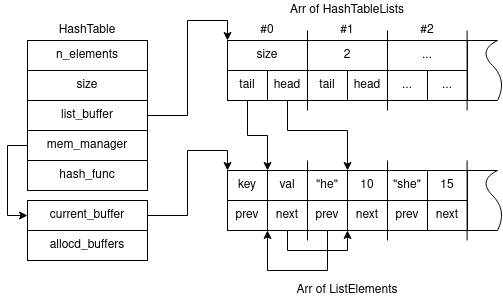 HashTable
n_elements
size
list_buffer
mem_manager
hash_func
current_buffer
allocd_buffers
Arr of HashTableLists
#0 #1 #2
size 2 ...
tail head tail head ... ...
key val "he" 10 "she" 15
prev next prev next prev next
Arr of ListElements